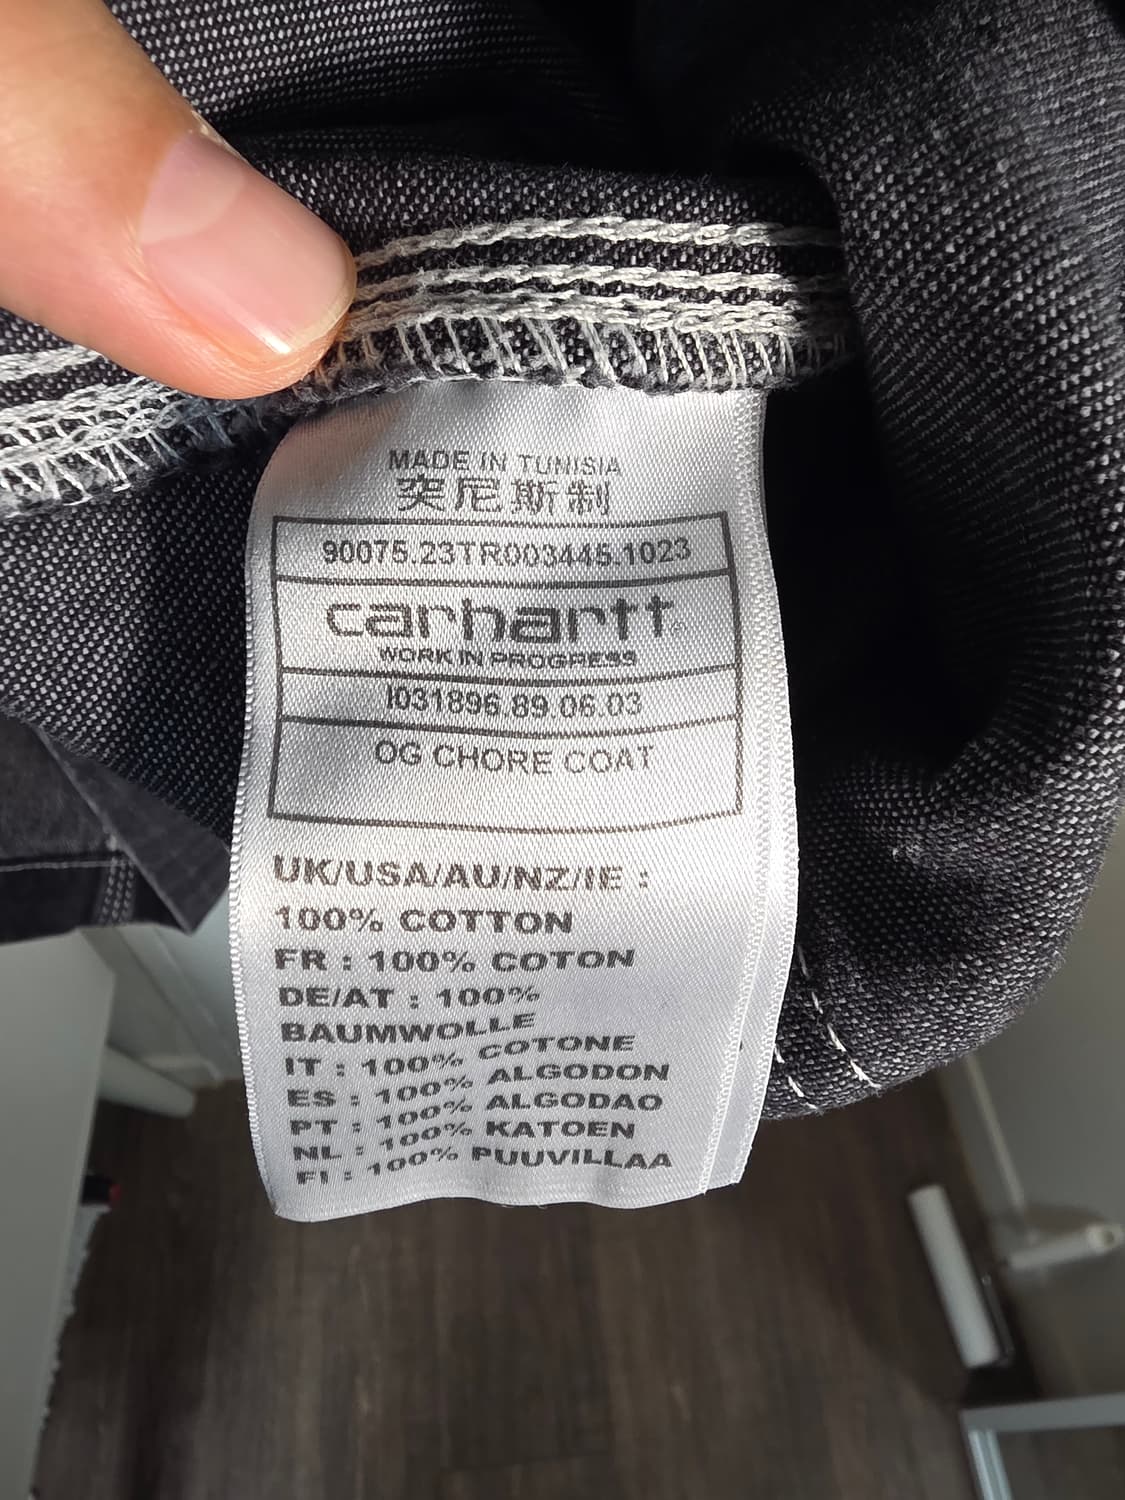 MADE IN TUNISIA
突尼斯制
90075.23TR003445.1023
carhartt
WORK IN PROGRESS
I031896.89.06.03
OG CHORE COAT
UK/USA/AU/NZ/IE :
100% COTTON
FR : 100% COTON
DE/AT : 100%
BAUMWOLLE
IT : 100% COTONE
ES : 100% ALGODON
PT : 100% ALGODAO
NL : 100% KATOEN
FI : 100% PUUVILLAA